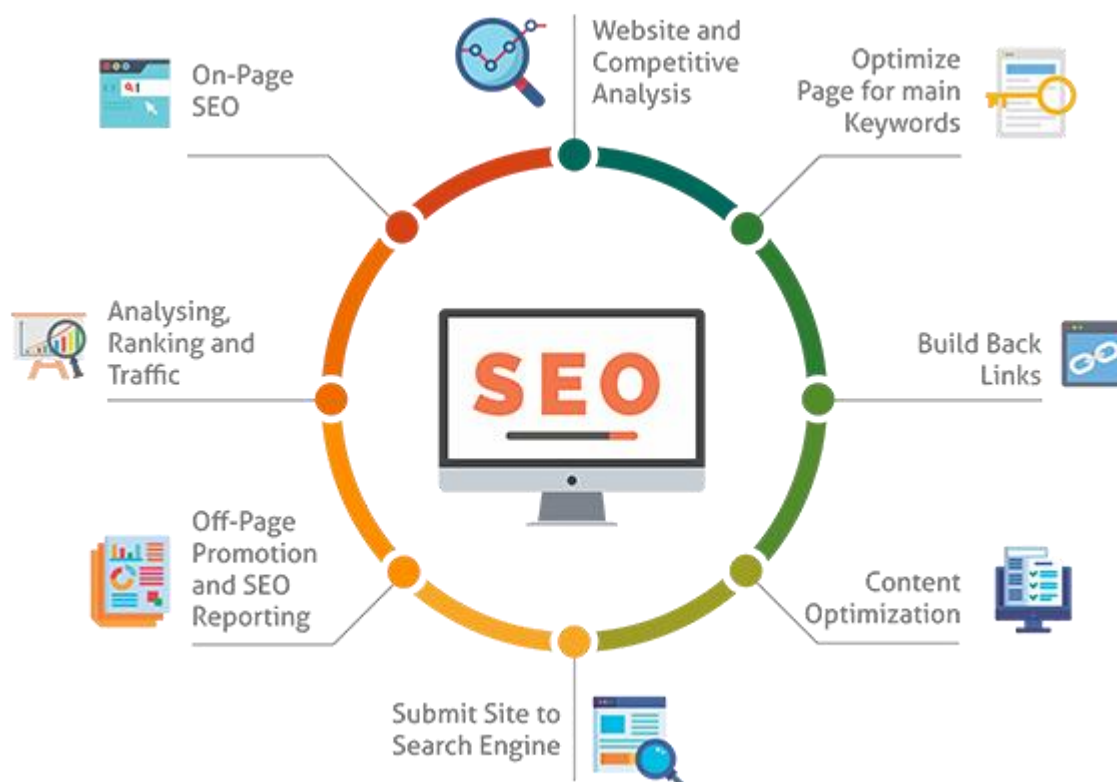 Website and
Competitive
Analysis
Optimize
Page for main
Keywords
Build Back
Links
Content
Optimization
Submit Site to
Search Engine
Off-Page
Promotion
and SEO
Reporting
Analysing,
Ranking and
Traffic
On-Page
SEO
SEO